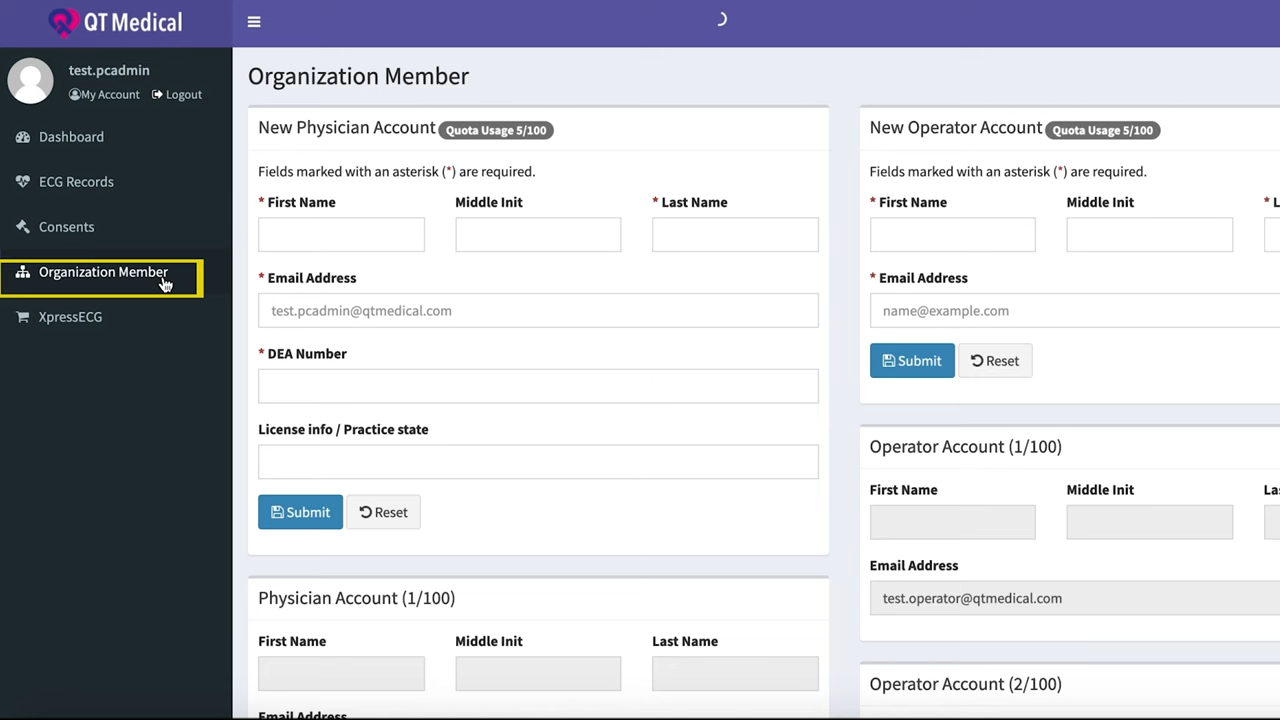 QT Medical
test.pcadmin
My Account Logout
Dashboard
ECG Records
Consents
Organization Member
XpressECG
Organization Member
New Physician Account Quota Usage 5/100
Fields marked with an asterisk (*) are required.
* First Name Middle Init * Last Name
* Email Address
test.pcadmin@qtmedical.com
* DEA Number
License info / Practice state
Submit Reset
Physician Account (1/100)
First Name Middle Init Last Name
Email Address
New Operator Account Quota Usage 5/100
Fields marked with an asterisk (*) are required.
* First Name Middle Init * L
* Email Address
name@example.com
Submit Reset
Operator Account (1/100)
First Name Middle Init Las
Email Address
test.operator@qtmedical.com
Operator Account (2/100)